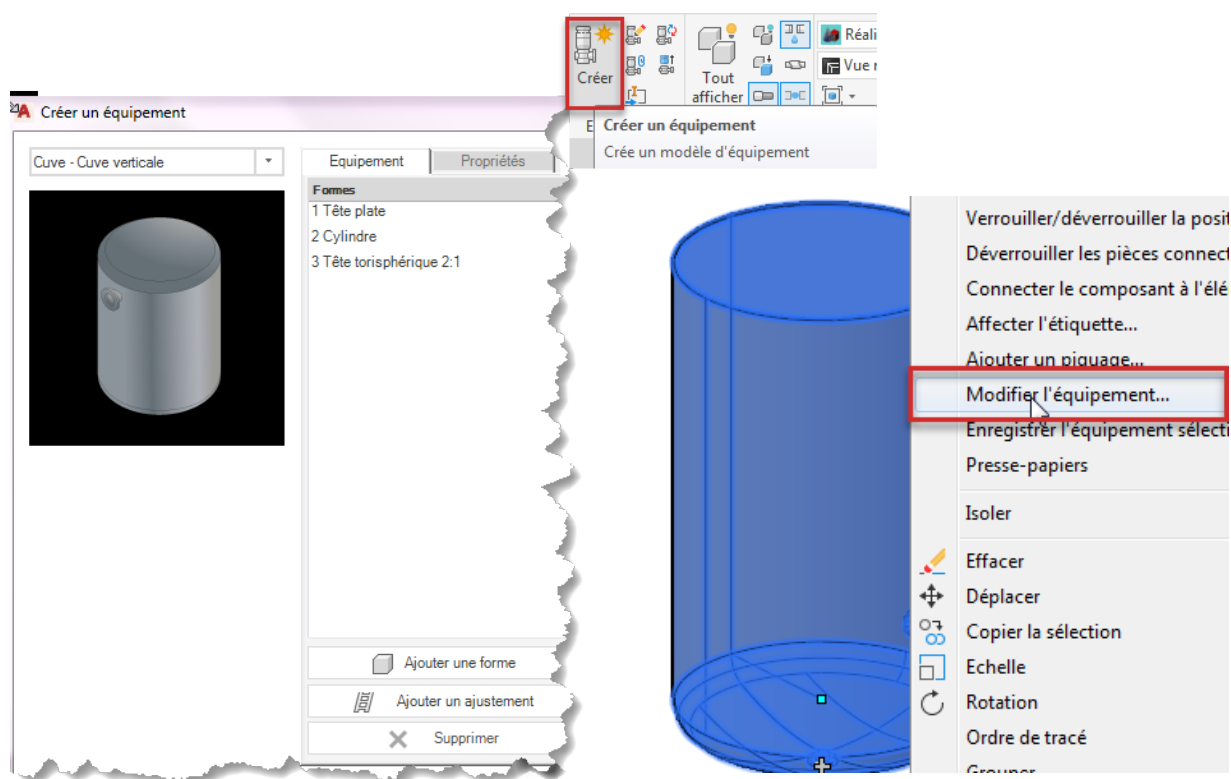 Créer
Tout
afficher
Réali
Vue r
E
Créer un équipement
Crée un modèle d'équipement
Créer un équipement
Cuve - Cuve verticale
Equipement
Propriétés
Formes
1 Tête plate
2 Cylindre
3 Tête torisphérique 2:1
Ajouter une forme
Ajouter un ajustement
Supprimer
Verrouiller/déverrouiller la posit
Déverrouiller les pièces connect
Connecter le composant à l'élé
Affecter l'étiquette...
Ajouter un piquage...
Modifier l'équipement...
Enregistrer l'équipement sélecti
Presse-papiers
Isoler
Effacer
Déplacer
Copier la sélection
Echelle
Rotation
Ordre de tracé
Grouper